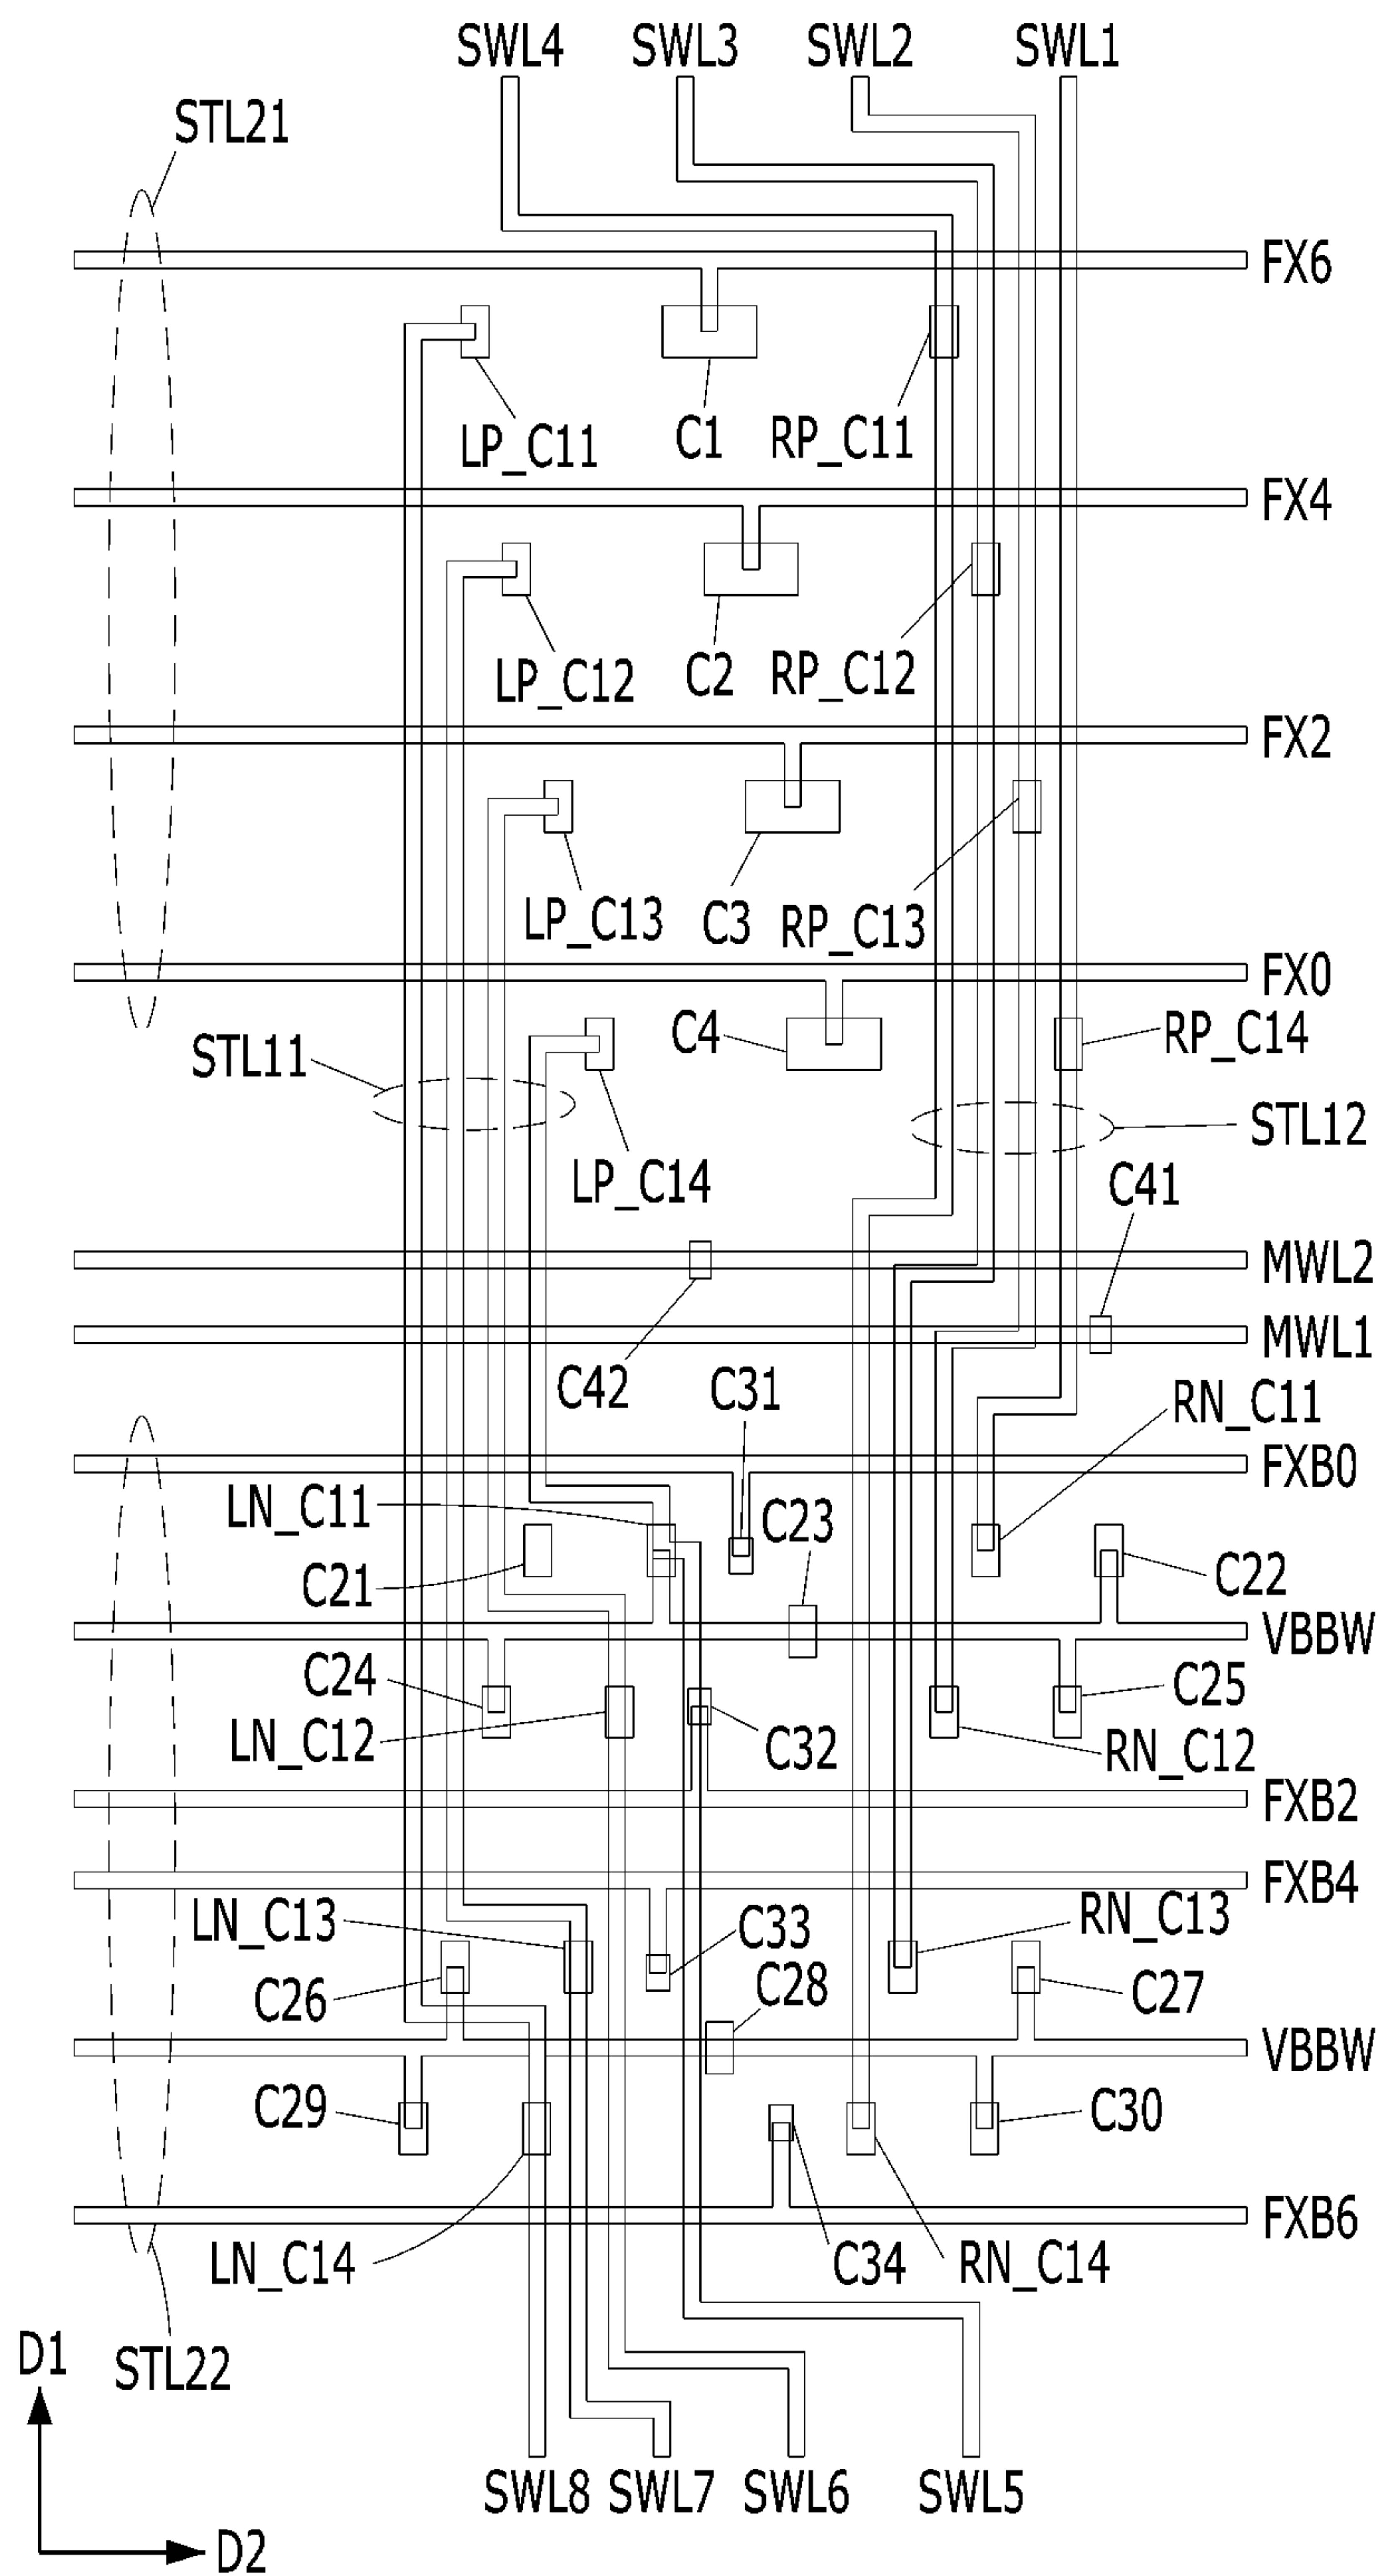 SWL4 SWL3 SWL2 SWL1
STL21
FX6
LP_C11 C1 RP_C11
FX4
LP_C12 C2 RP_C12
FX2
LP_C13 C3 RP_C13
FX0
STL11 C4 RP_C14
STL12
LP_C14 C41
MWL2
MWL1
C42 C31 RN_C11
FXB0
LN_C11 C23
C21 C22
VBBW
C24 C25
LN_C12 C32 RN_C12
FXB2
FXB4
LN_C13 C33 RN_C13
C26 C28 C27
VBBW
C29 C30
FXB6
LN_C14 C34 RN_C14
D1 STL22
SWL8 SWL7 SWL6 SWL5
D2